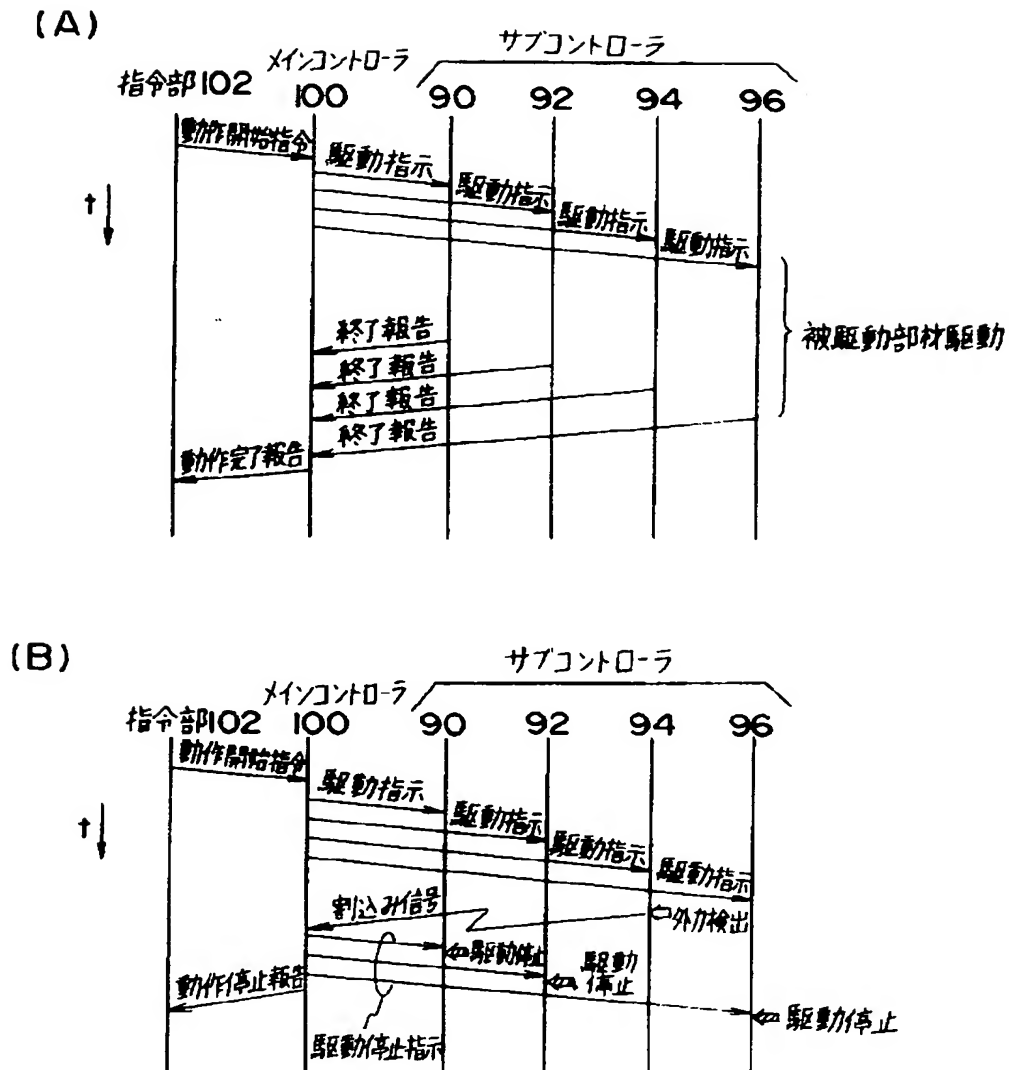 (A)
サブコントローラ
メインコントローラ
指令部102 100 90 92 94 96
動作開始指令
駆動指示
駆動指示
駆動指示
駆動指示
t
終了報告
終了報告
終了報告
終了報告
被駆動部材駆動
動作完了報告
(B)
サブコントローラ
メインコントローラ
指令部102 100 90 92 94 96
動作開始指令
駆動指示
駆動指示
駆動指示
駆動指示
t
割込み信号
外力検出
駆動停止
駆動
停止
動作停止報告
駆動停止
駆動停止指示